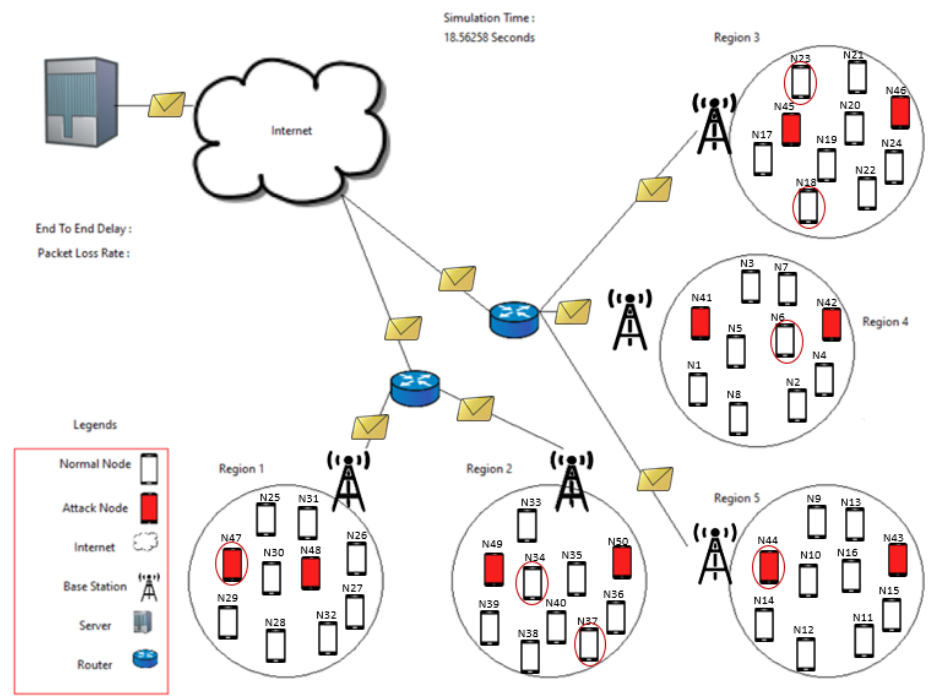 Simulation Time :
18.56258 Seconds
Internet
End To End Delay :
Packet Loss Rate :
Region 3
N23
N21
N46
N45
N20
N17
N19
N24
N22
N18
N3
N7
N41
N42
N6
N5
Region 4
N4
N1
N2
N8
Legends
Normal Node
Attack Node
Internet
Base Station
Server
Router
Region 1
N25
N31
N47
N26
N30
N48
N27
N29
N28
N32
Region 2
N33
N50
N49
N34
N35
N36
N39
N40
N37
N38
Region 5
N9
N13
N44
N43
N10
N16
N14
N15
N12
N11